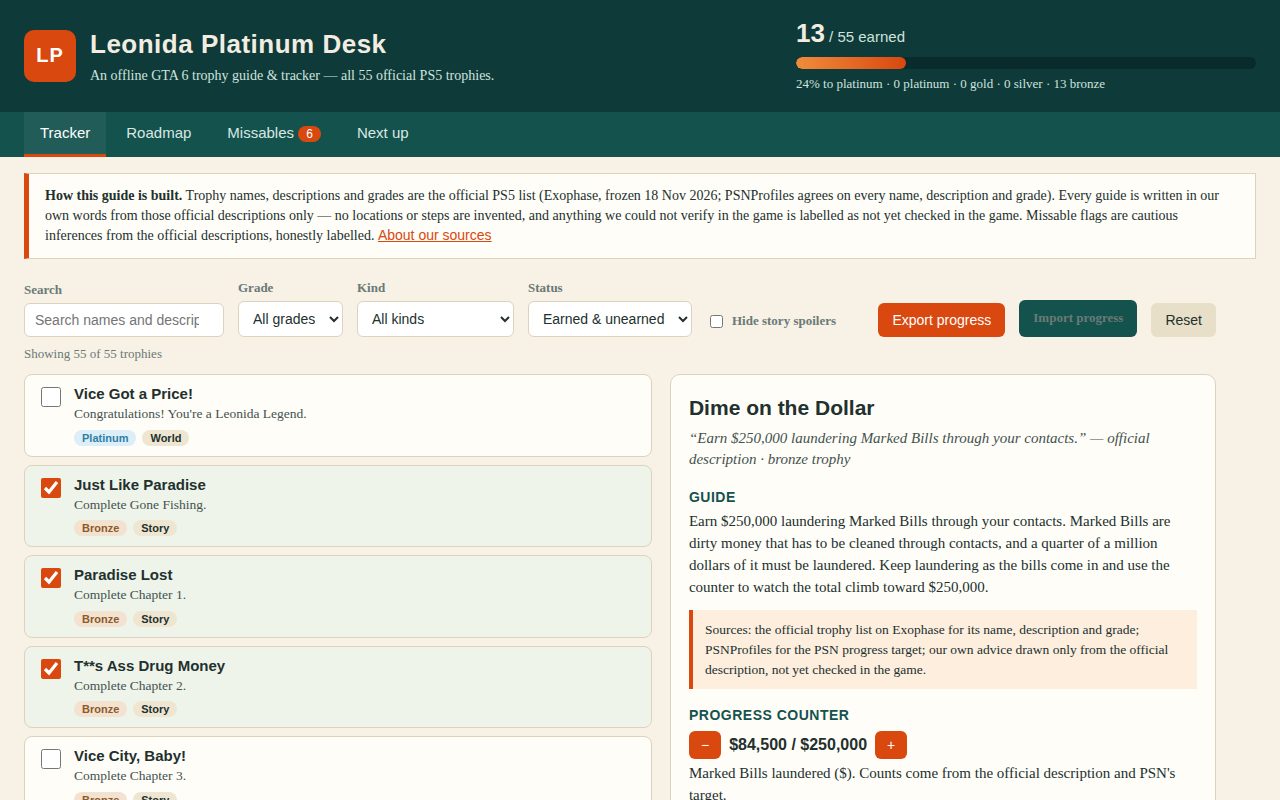 LP
Leonida Platinum Desk
An offline GTA 6 trophy guide & tracker — all 55 official PS5 trophies.
13 / 55 earned
24% to platinum · 0 platinum · 0 gold · 0 silver · 13 bronze
Tracker
Roadmap
Missables 6
Next up
How this guide is built. Trophy names, descriptions and grades are the official PS5 list (Exophase, frozen 18 Nov 2026; PSNProfiles agrees on every name, description and grade). Every guide is written in our
own words from those official descriptions only — no locations or steps are invented, and anything we could not verify in the game is labelled as not yet checked in the game. Missable flags are cautious
inferences from the official descriptions, honestly labelled. About our sources
Search
Search names and descrip
Grade
All grades
Kind
All kinds
Status
Earned & unearned
Hide story spoilers
Export progress
Import progress
Reset
Showing 55 of 55 trophies
Vice Got a Price!
Congratulations! You're a Leonida Legend.
Platinum World
Just Like Paradise
Complete Gone Fishing.
Bronze Story
Paradise Lost
Complete Chapter 1.
Bronze Story
T**s Ass Drug Money
Complete Chapter 2.
Bronze Story
Vice City, Baby!
Complete Chapter 3.
Bronze Story
Dime on the Dollar
“Earn $250,000 laundering Marked Bills through your contacts.” — official
description · bronze trophy
GUIDE
Earn $250,000 laundering Marked Bills through your contacts. Marked Bills are
dirty money that has to be cleaned through contacts, and a quarter of a million
dollars of it must be laundered. Keep laundering as the bills come in and use the
counter to watch the total climb toward $250,000.
Sources: the official trophy list on Exophase for its name, description and grade;
PSNProfiles for the PSN progress target; our own advice drawn only from the official
description, not yet checked in the game.
PROGRESS COUNTER
− $84,500 / $250,000 +
Marked Bills laundered ($). Counts come from the official description and PSN's
target.